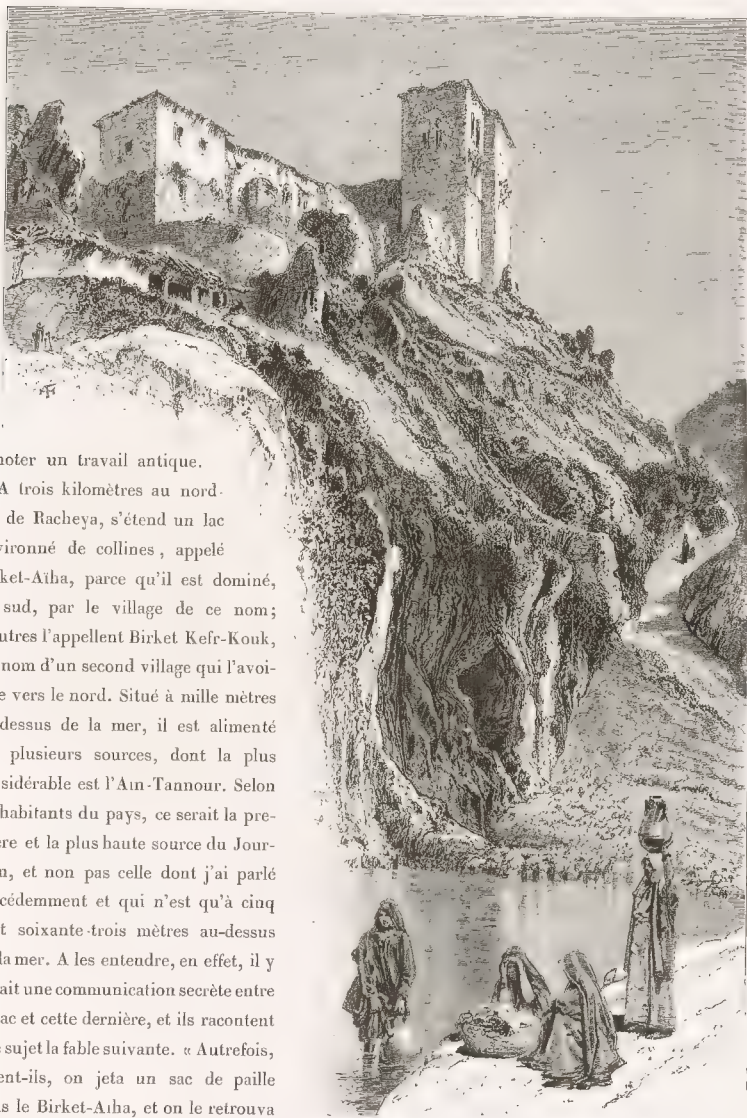 noter un travail antique.
A trois kilomètres au nord-
de Racheya, s'étend un lac
vironné de collines, appelé
ket-Aïha, parce qu'il est dominé,
sud, par le village de ce nom;
utres l'appellent Birket Kefr-Kouk,
nom d'un second village qui l'avoi-
e vers le nord. Situé à mille mètres
dessus de la mer, il est alimenté
plusieurs sources, dont la plus
sidérable est l'Aın-Tannour. Selon
habitants du pays, ce serait la pre-
ère et la plus haute source du Jour-
n, et non pas celle dont j'ai parlé
cédemment et qui n'est qu'à cinq
t soixante-trois mètres au-dessus
la mer. A les entendre, en effet, il y
ait une communication secrète entre
ac et cette dernière, et ils racontent
e sujet la fable suivante. « Autrefois,
ent-ils, on jeta un sac de paille
s le Birket-Aıha, et on le retrouva